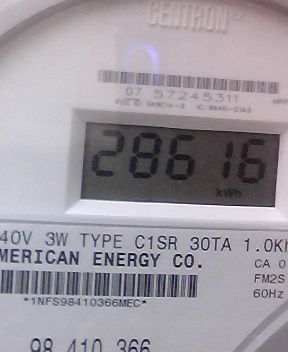 CENTRON®
07 57245311
28616
kWh
40V 3W TYPE C1SR 30TA 1.0Kh
MERICAN ENERGY CO.
CA 0
FM2S
60Hz
*1NFS98410366MEC*
98 410 366